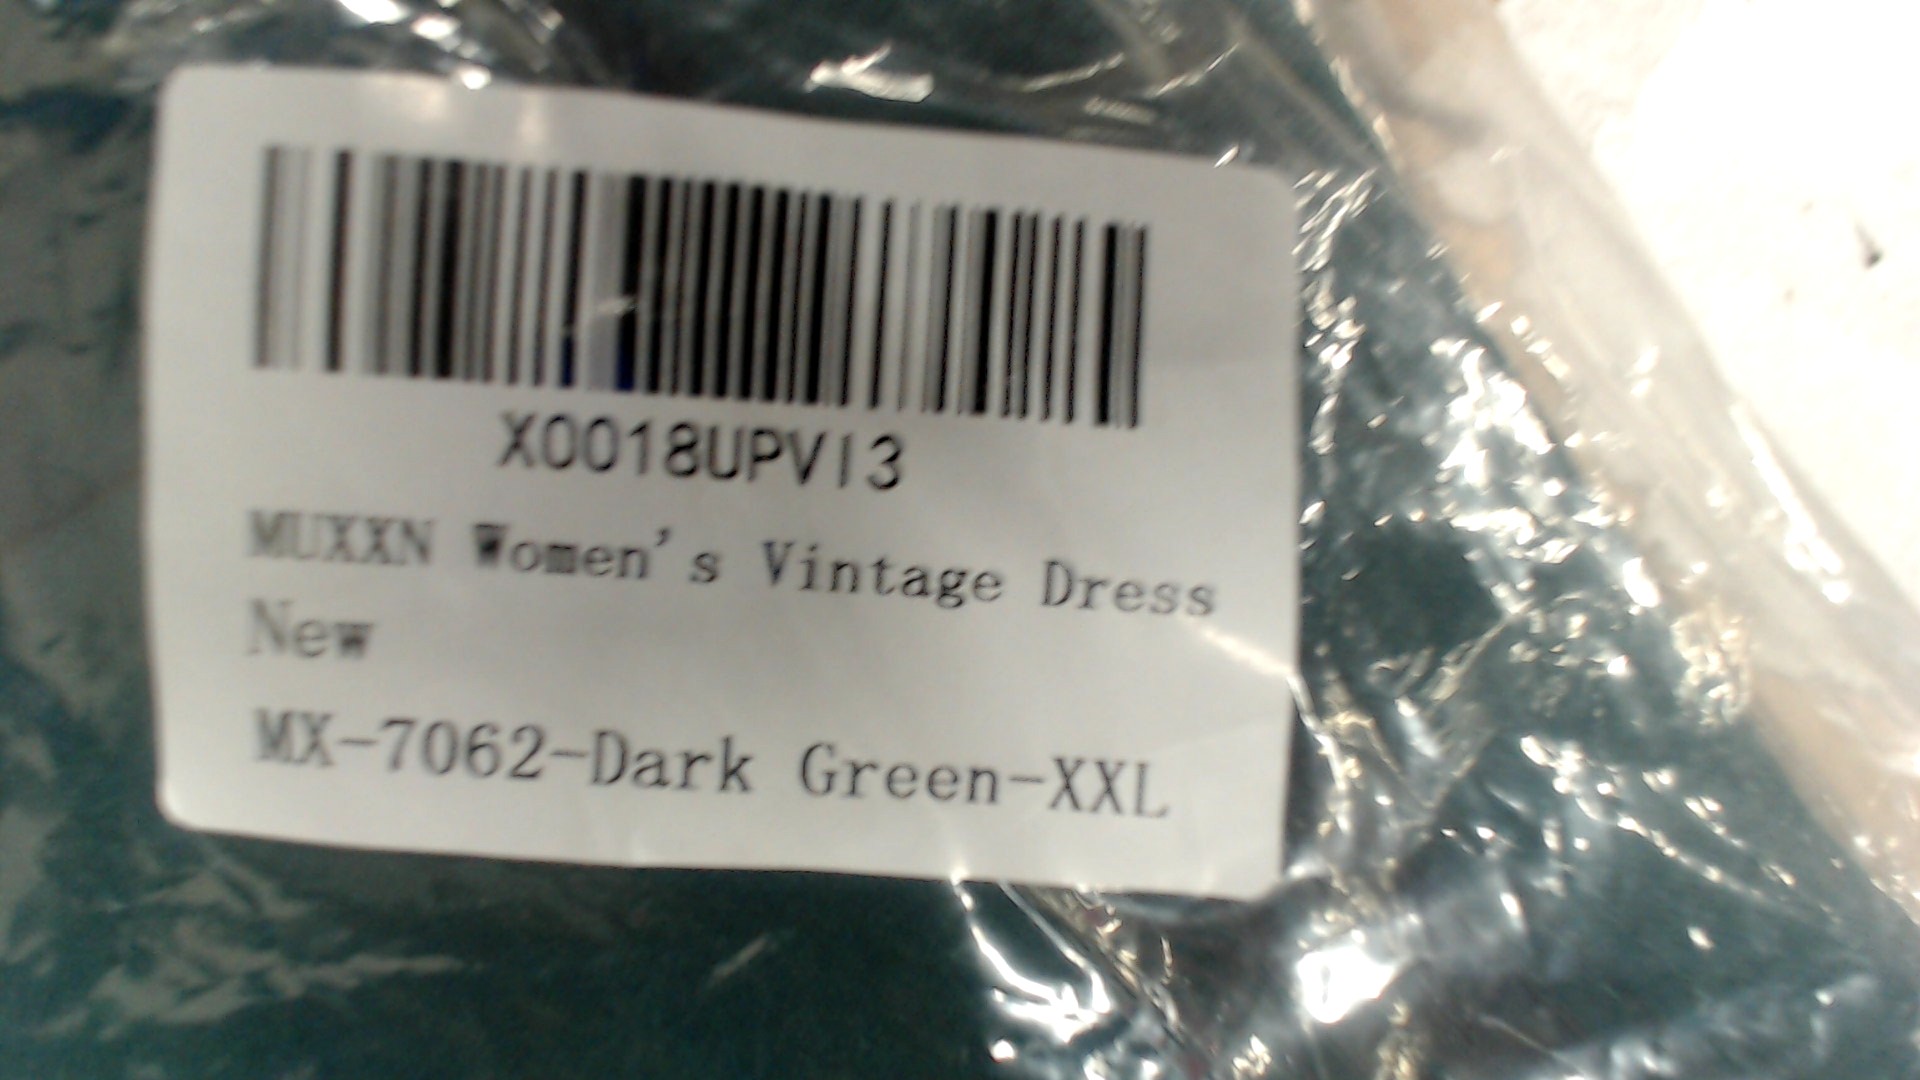 X0018UPVI3
MUXXN Women's Vintage Dress
New
MX-7062-Dark Green-XXL